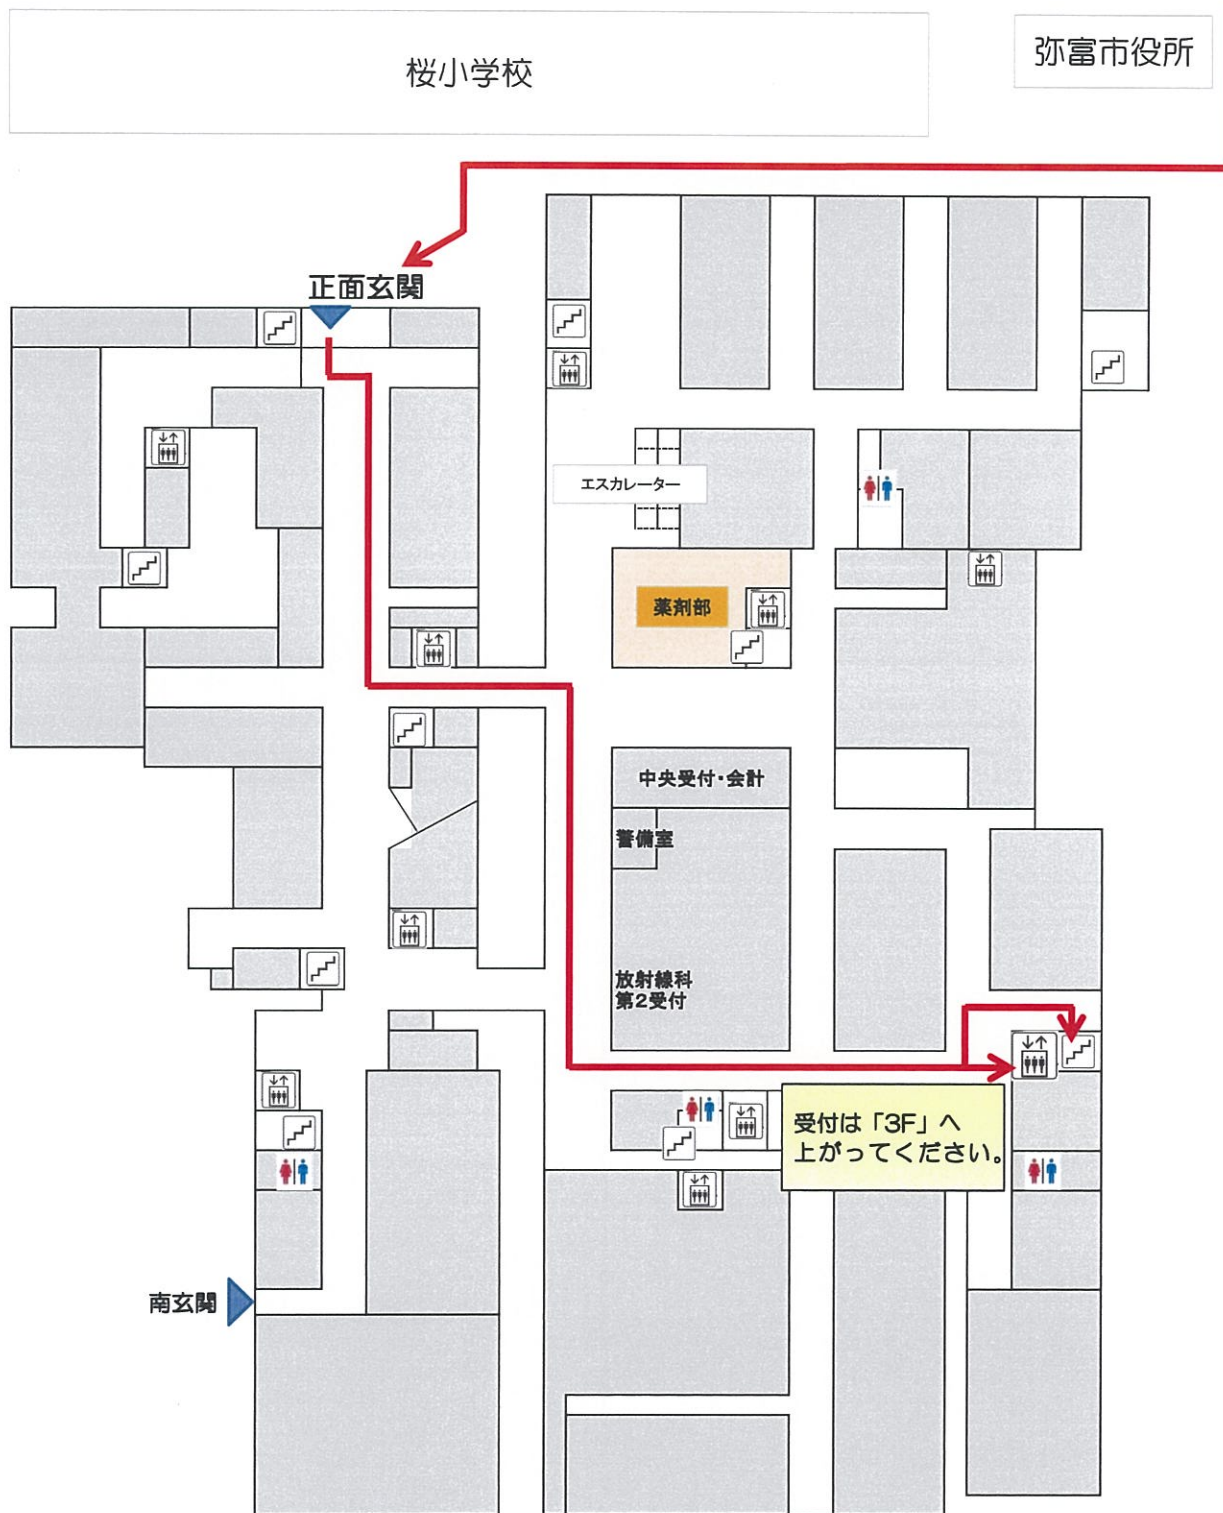 桜小学校
弥富市役所
正面玄関
エスカレーター
薬剤部
中央受付・会計
警備室
放射線科
第2受付
受付は「3F」へ
上がってください。
南玄関